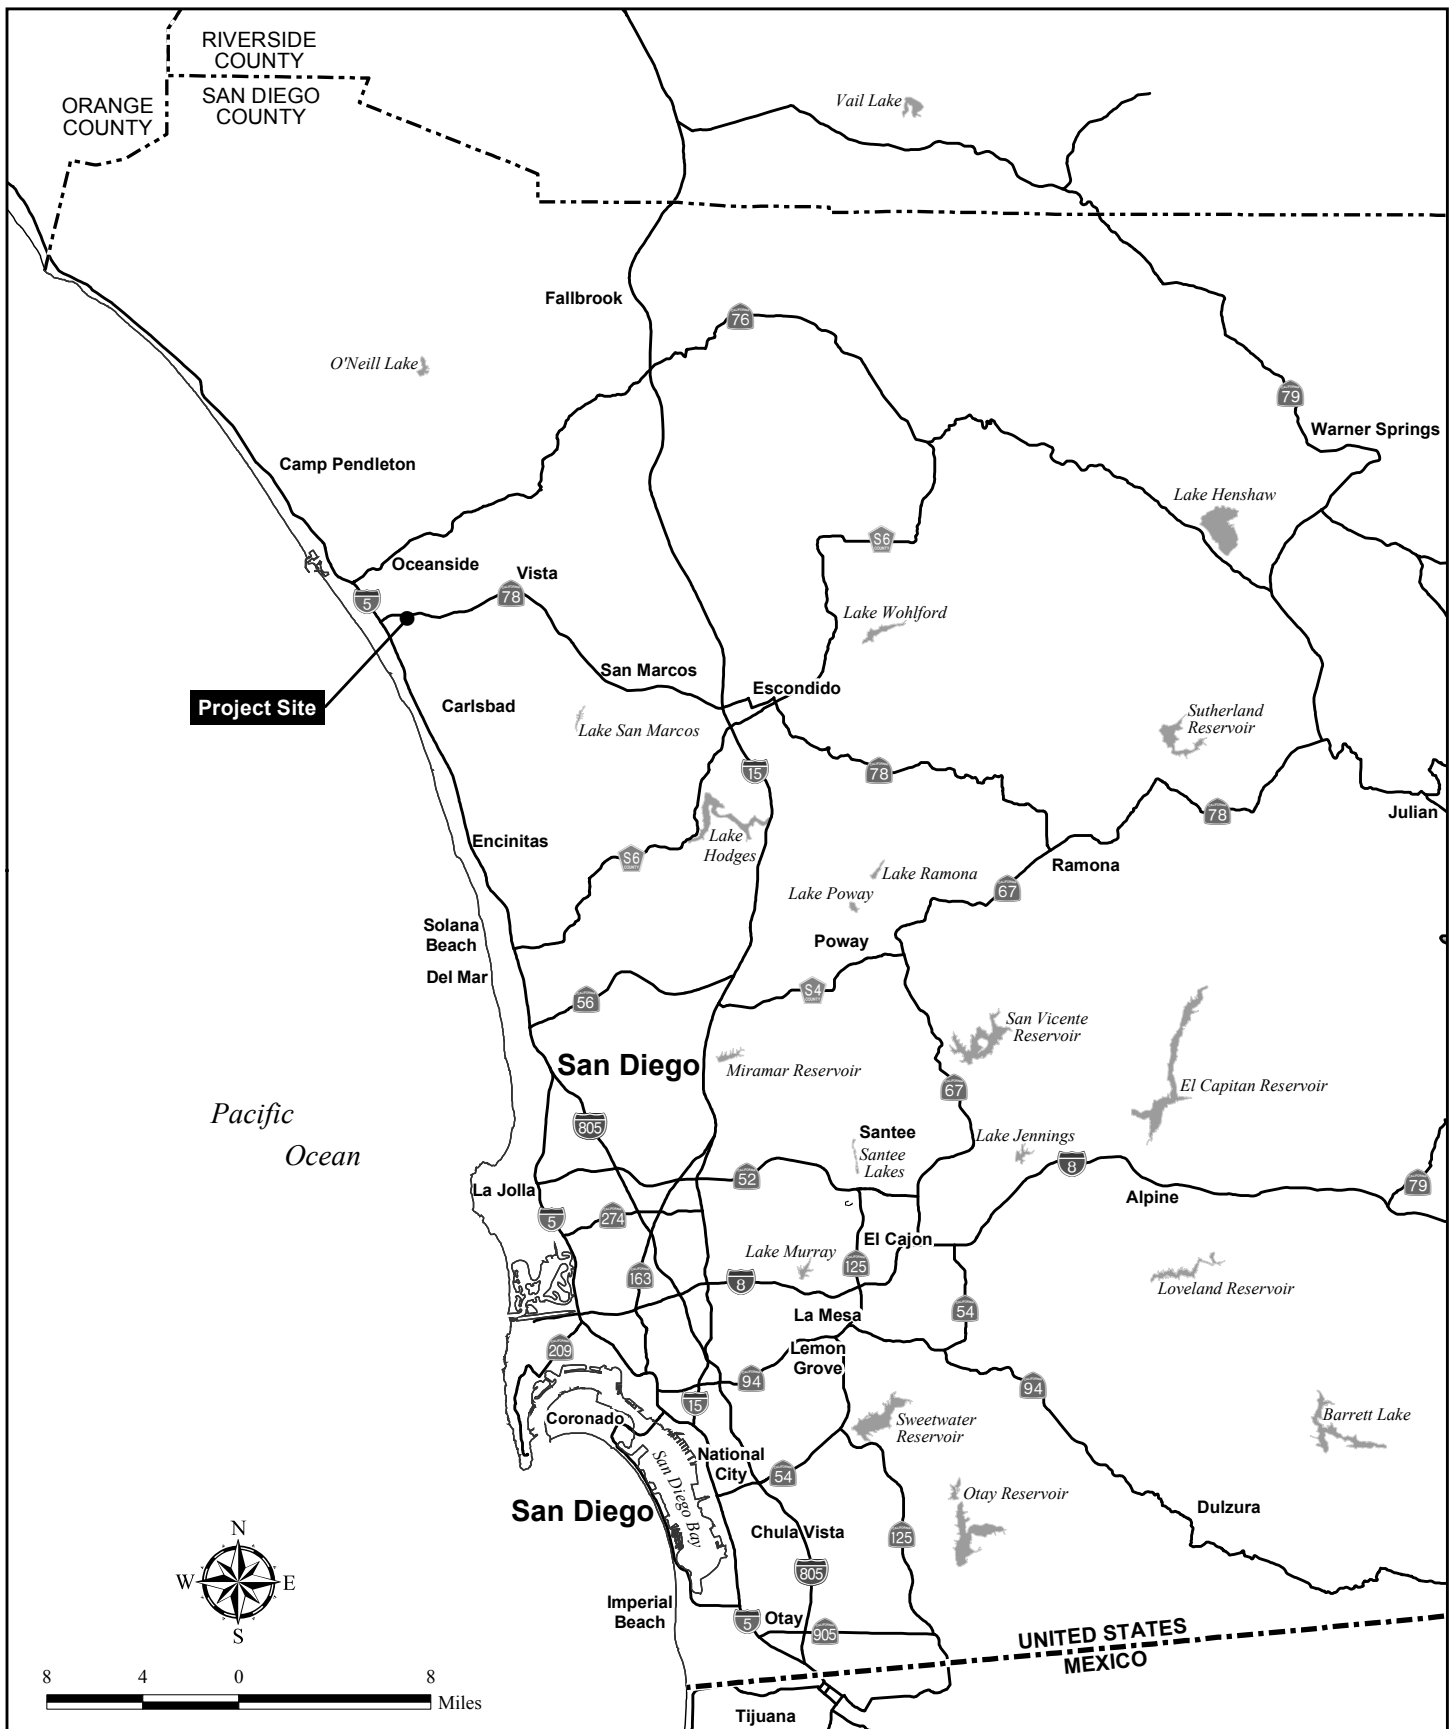 RIVERSIDE
COUNTY
ORANGE
COUNTY
SAN DIEGO
COUNTY
Vail Lake
Fallbrook
76
O'Neill Lake
79
Warner Springs
Camp Pendleton
Lake Henshaw
S6
COUNTY
Oceanside
Vista
78
5
Lake Wohlford
San Marcos
Escondido
Project Site
Carlsbad
Lake San Marcos
Sutherland
Reservoir
15
78
78
Julian
Encinitas
Lake
Hodges
S6
COUNTY
Ramona
Lake Ramona
67
Lake Poway
Solana
Beach
Poway
Del Mar
56
S4
COUNTY
San Vicente
Reservoir
San Diego
Miramar Reservoir
El Capitan Reservoir
67
Pacific
Ocean
805
Santee
Santee
Lakes
Lake Jennings
8
52
La Jolla
79
Alpine
5
274
El Cajon
Lake Murray
125
163
8
Loveland Reservoir
54
La Mesa
209
Lemon
Grove
94
94
15
Coronado
Sweetwater
Reservoir
Barrett Lake
National
City
54
San Diego Bay
Otay Reservoir
San Diego
Dulzura
Chula Vista
125
N
W
E
S
805
Imperial
Beach
5
Otay
905
UNITED STATES
MEXICO
8
4
0
8
Miles
Tijuana